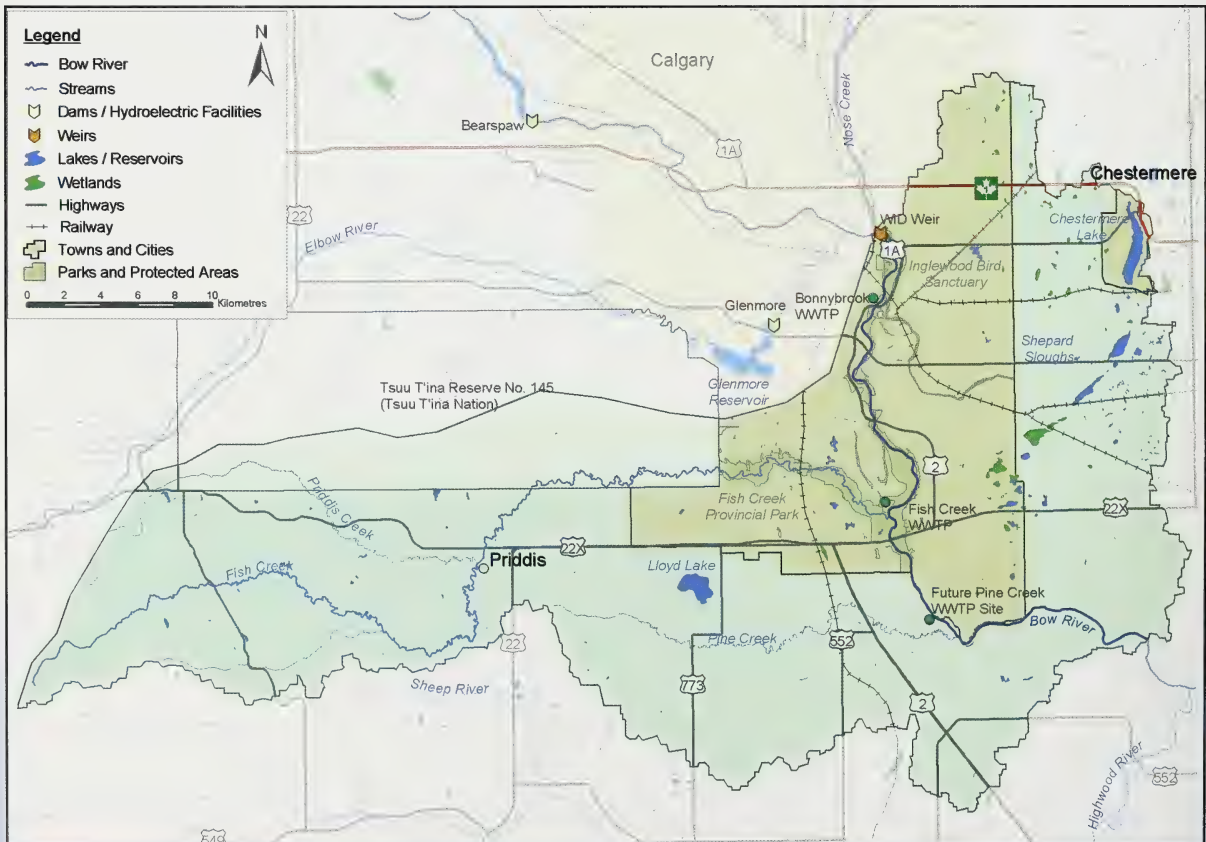 Legend
N
Bow River
Streams
Dams / Hydroelectric Facilities
Weirs
Lakes / Reservoirs
Wetlands
Highways
Railway
Towns and Cities
Parks and Protected Areas
0 2 4 6 8 10
Kilometres
Calgary
Nose Creek
Bearspaw
1A
Chestermere
22
WID Weir
Chestermere
Lake
Elbow River
1A
Inglewood Bird
Sanctuary
Glenmore
Bonnybrook
WWTP
Shepard
Sloughs
Glenmore
Reservoir
Tsuu T'ina Reserve No. 145
(Tsuu T'ina Nation)
2
Priddis Creek
Fish Creek
Provincial Park
Fish Creek
WWTP
22X
22X
Priddis
Fish Creek
Lloyd Lake
Future Pine Creek
WWTP Site
Bow River
22
Pine Creek
552
Sheep River
773
2
Highwood River
552
549